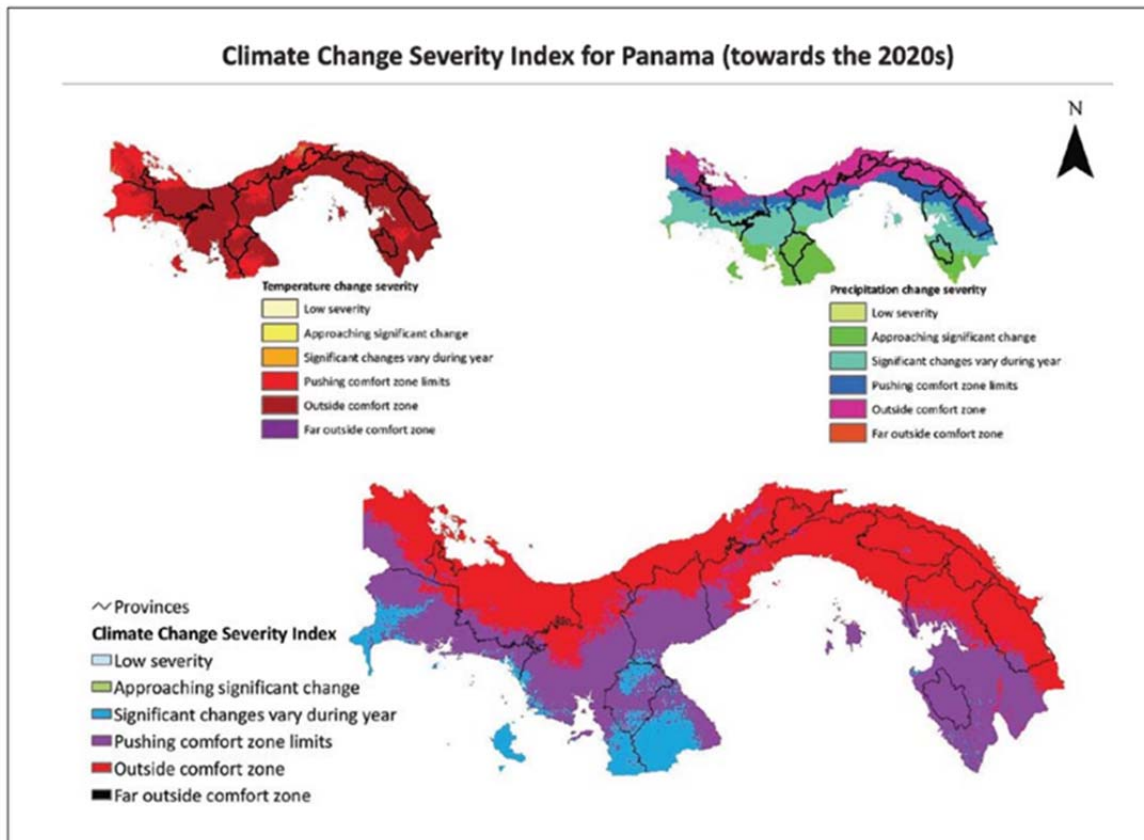 Climate Change Severity Index for Panama (towards the 2020s)
N
Temperature change severity
Low severity
Approaching significant change
Significant changes vary during year
Pushing comfort zone limits
Outside comfort zone
Far outside comfort zone
Precipitation change severity
Low severity
Approaching significant change
Significant changes vary during year
Pushing comfort zone limits
Outside comfort zone
Far outside comfort zone
Provinces
Climate Change Severity Index
Low severity
Approaching significant change
Significant changes vary during year
Pushing comfort zone limits
Outside comfort zone
Far outside comfort zone